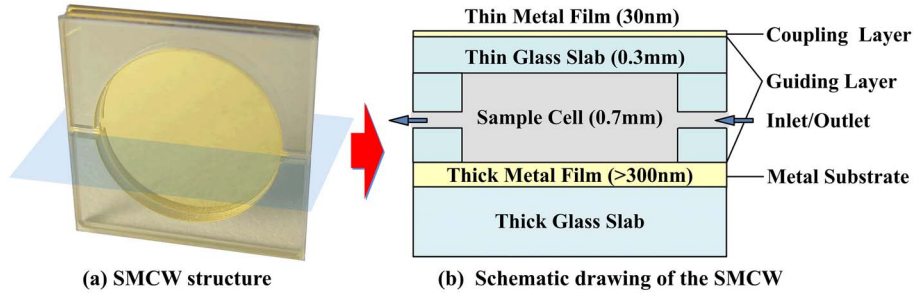 Thin Metal Film (30nm)
Coupling Layer
Thin Glass Slab (0.3mm)
Guiding Layer
Sample Cell (0.7mm)
Inlet/Outlet
Thick Metal Film (>300nm)
Metal Substrate
Thick Glass Slab
(a) SMCW structure
(b) Schematic drawing of the SMCW